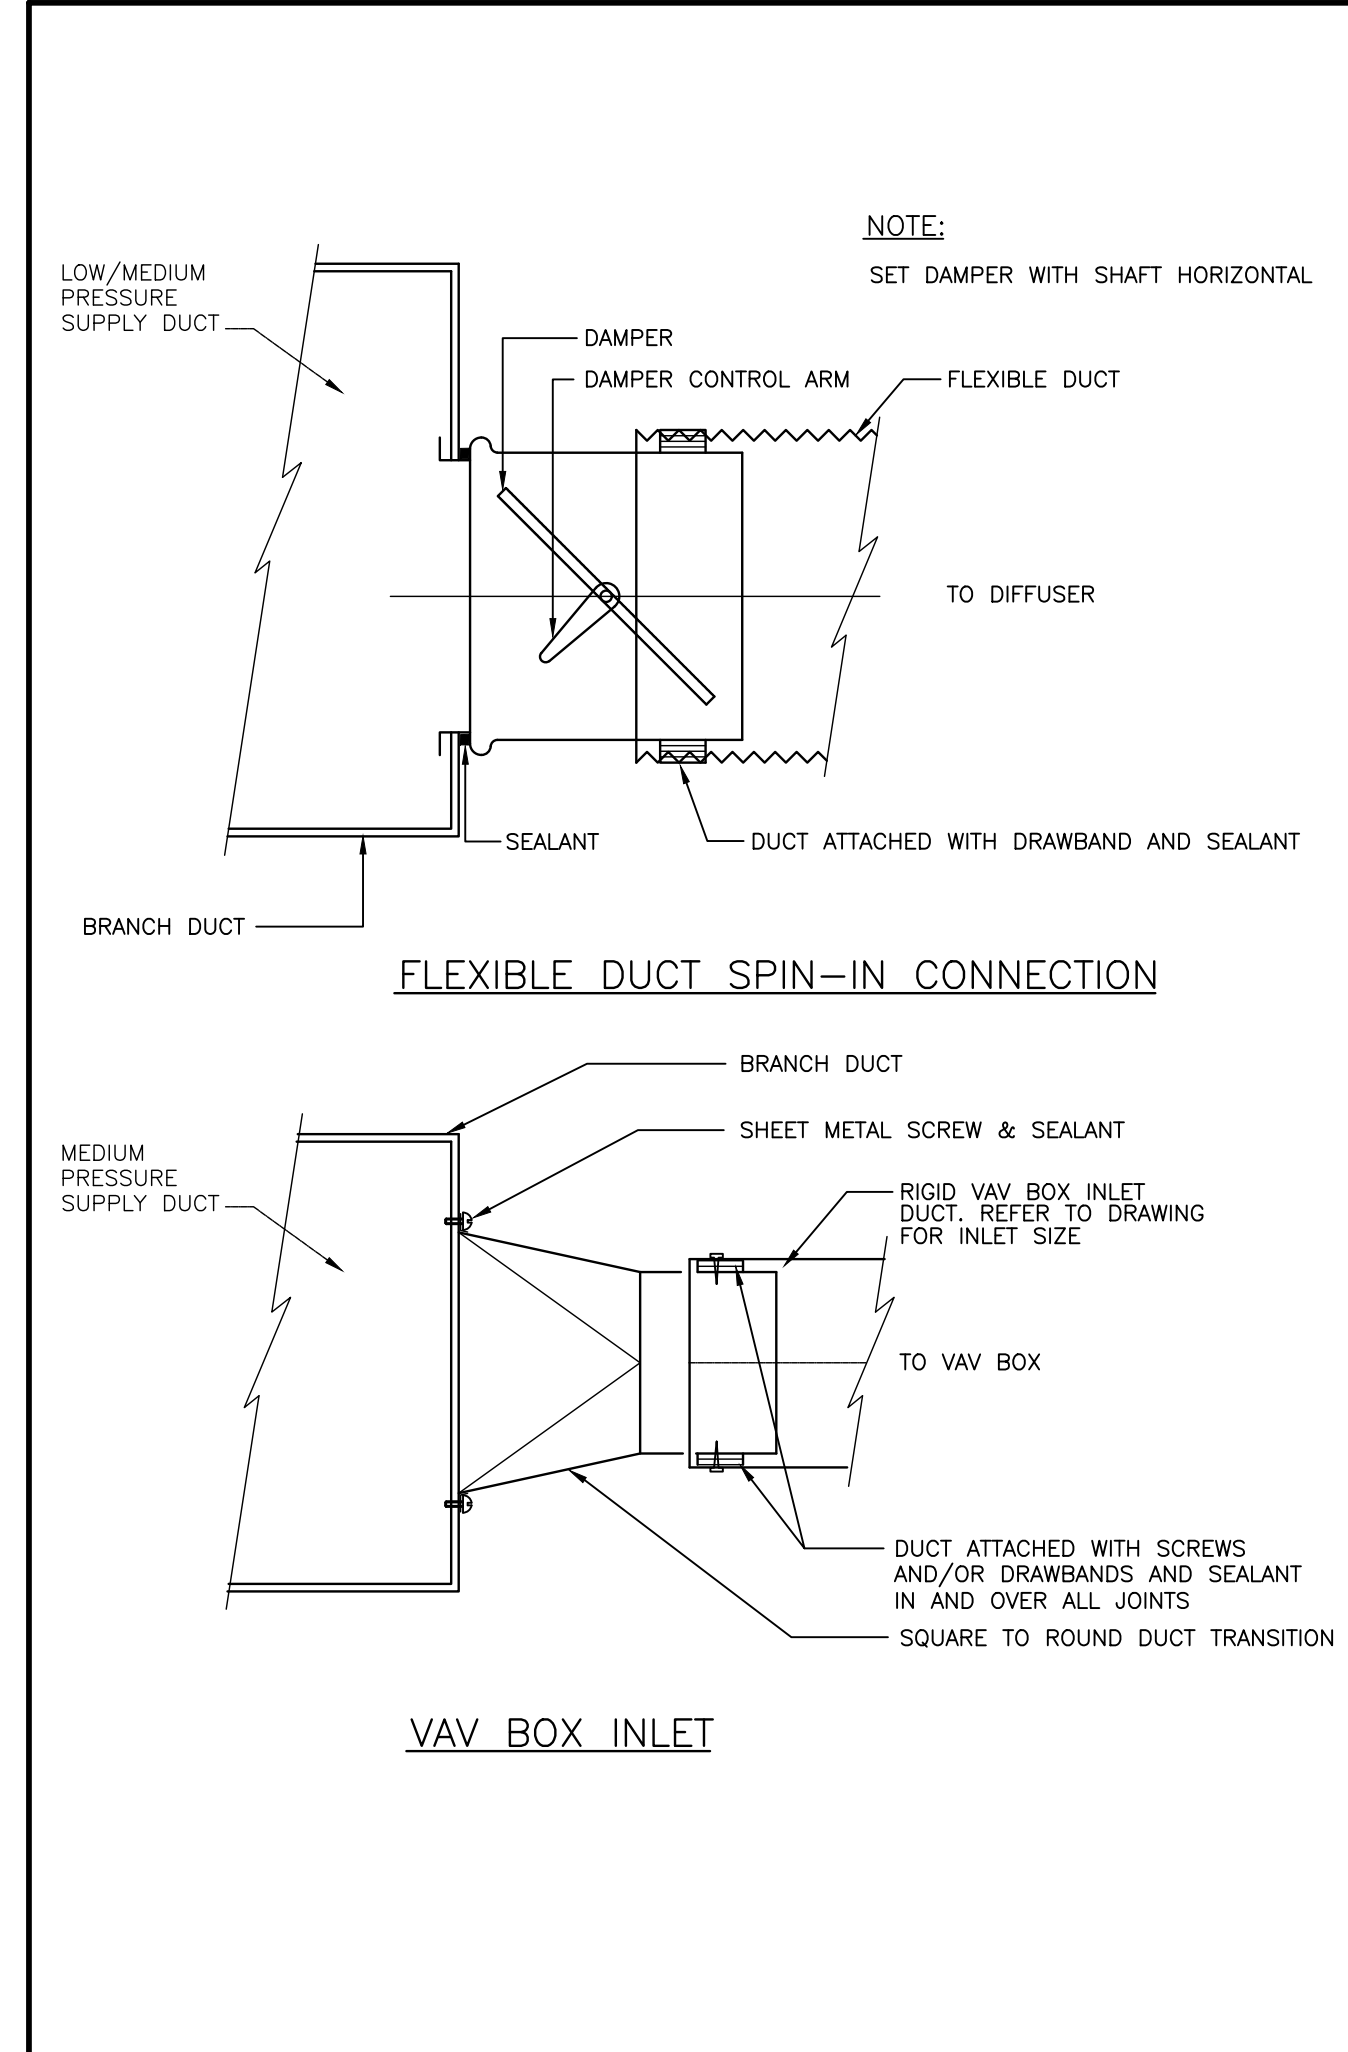 NOTE:
SET DAMPER WITH SHAFT HORIZONTAL
LOW/MEDIUM
PRESSURE
SUPPLY DUCT
DAMPER
DAMPER CONTROL ARM
FLEXIBLE DUCT
TO DIFFUSER
SEALANT
DUCT ATTACHED WITH DRAWBAND AND SEALANT
BRANCH DUCT
FLEXIBLE DUCT SPIN-IN CONNECTION
BRANCH DUCT
SHEET METAL SCREW & SEALANT
MEDIUM
PRESSURE
SUPPLY DUCT
RIGID VAV BOX INLET
DUCT. REFER TO DRAWING
FOR INLET SIZE
TO VAV BOX
DUCT ATTACHED WITH SCREWS
AND/OR DRAWBANDS AND SEALANT
IN AND OVER ALL JOINTS
SQUARE TO ROUND DUCT TRANSITION
VAV BOX INLET